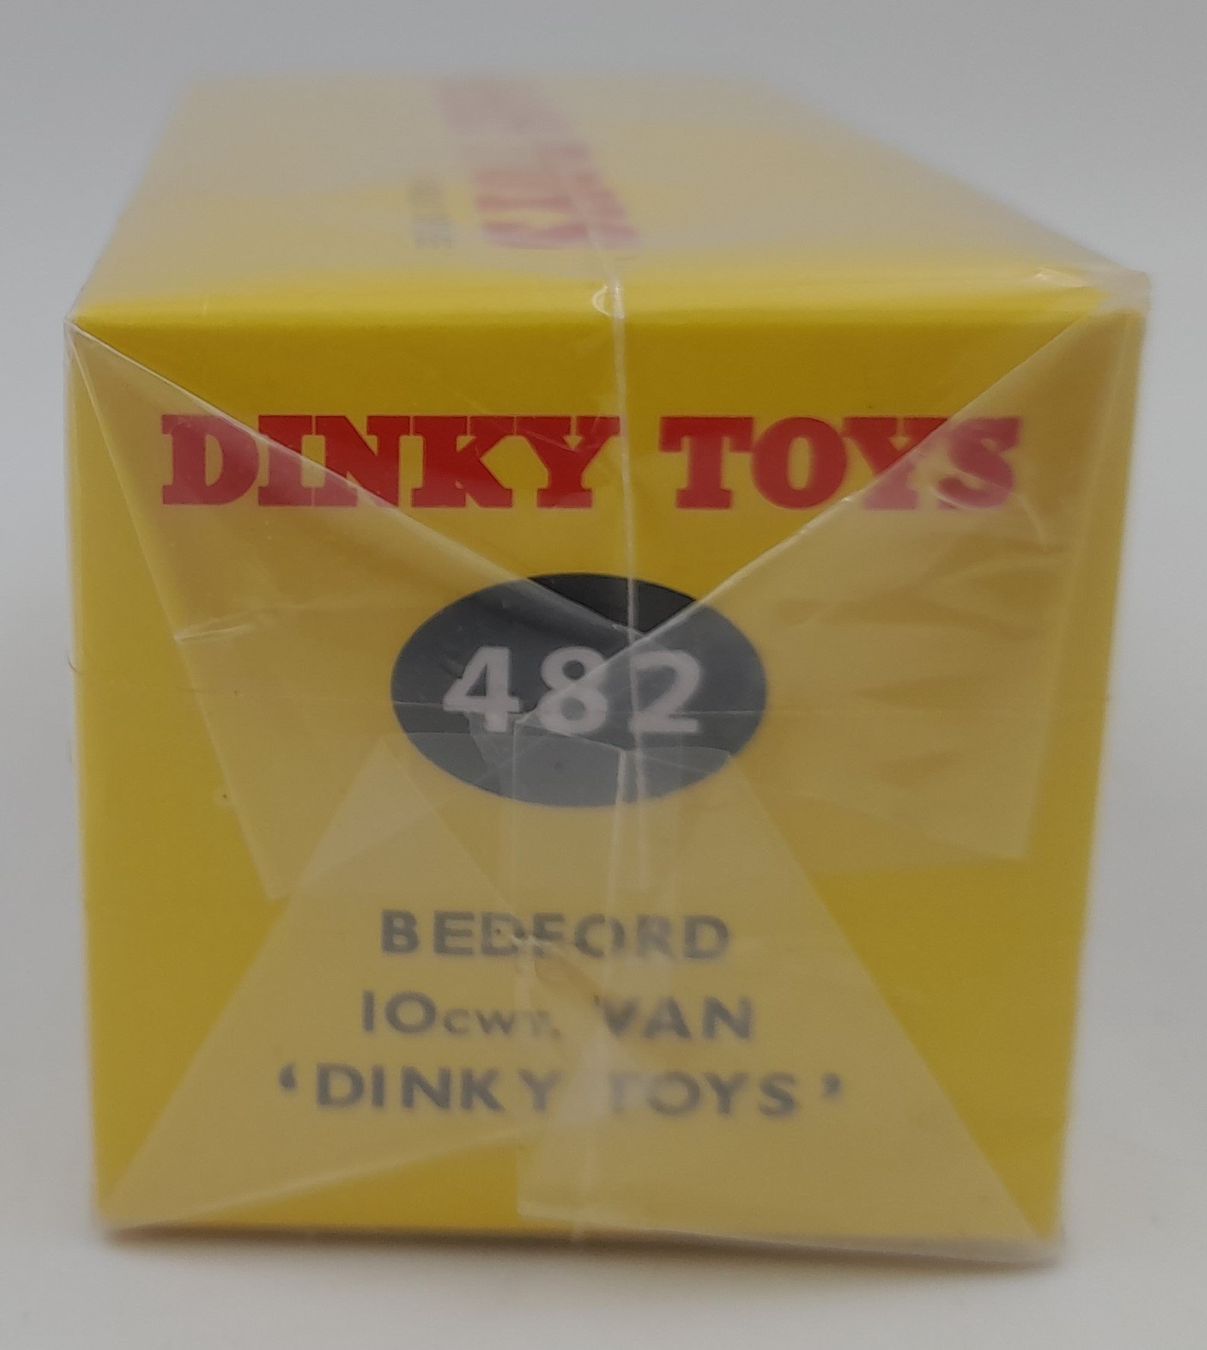 DINKY TOYS
482
BEDFORD
10cwt. VAN
‘DINKY TOYS’